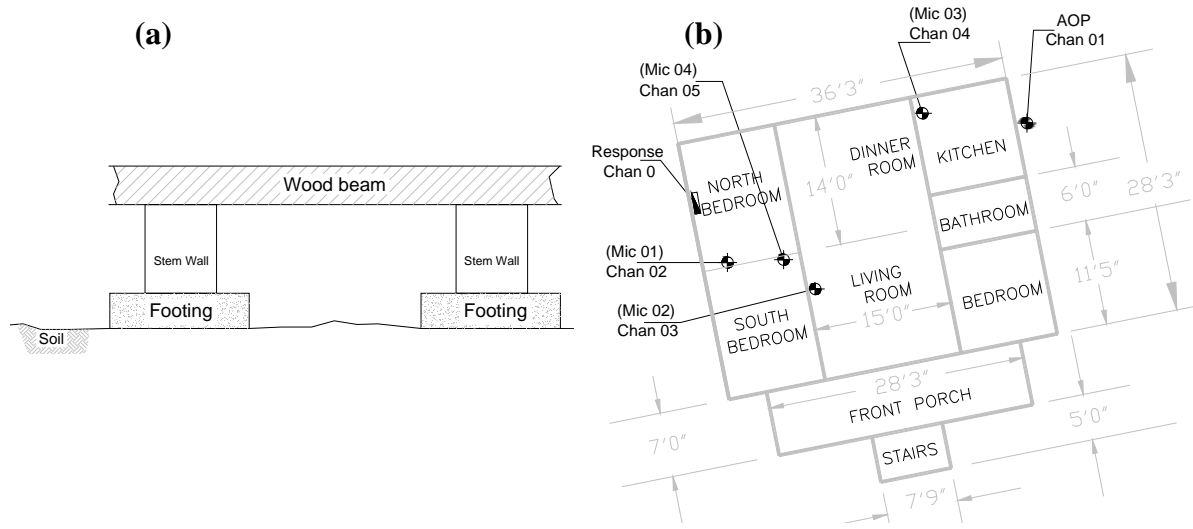 (a)
Wood beam
Stem Wall
Stem Wall
Footing
Footing
Soil
(b)
(Mic 03)
Chan 04
AOP
Chan 01
(Mic 04)
Chan 05
36'3"
Response
Chan 0
NORTH
BEDROOM
14'0"
DINNER
ROOM
KITCHEN
6'0"
28'3"
BATHROOM
(Mic 01)
Chan 02
LIVING
ROOM
BEDROOM
11'5"
(Mic 02)
Chan 03
SOUTH
BEDROOM
15'0"
28'3"
FRONT PORCH
7'0"
5'0"
STAIRS
7'9"